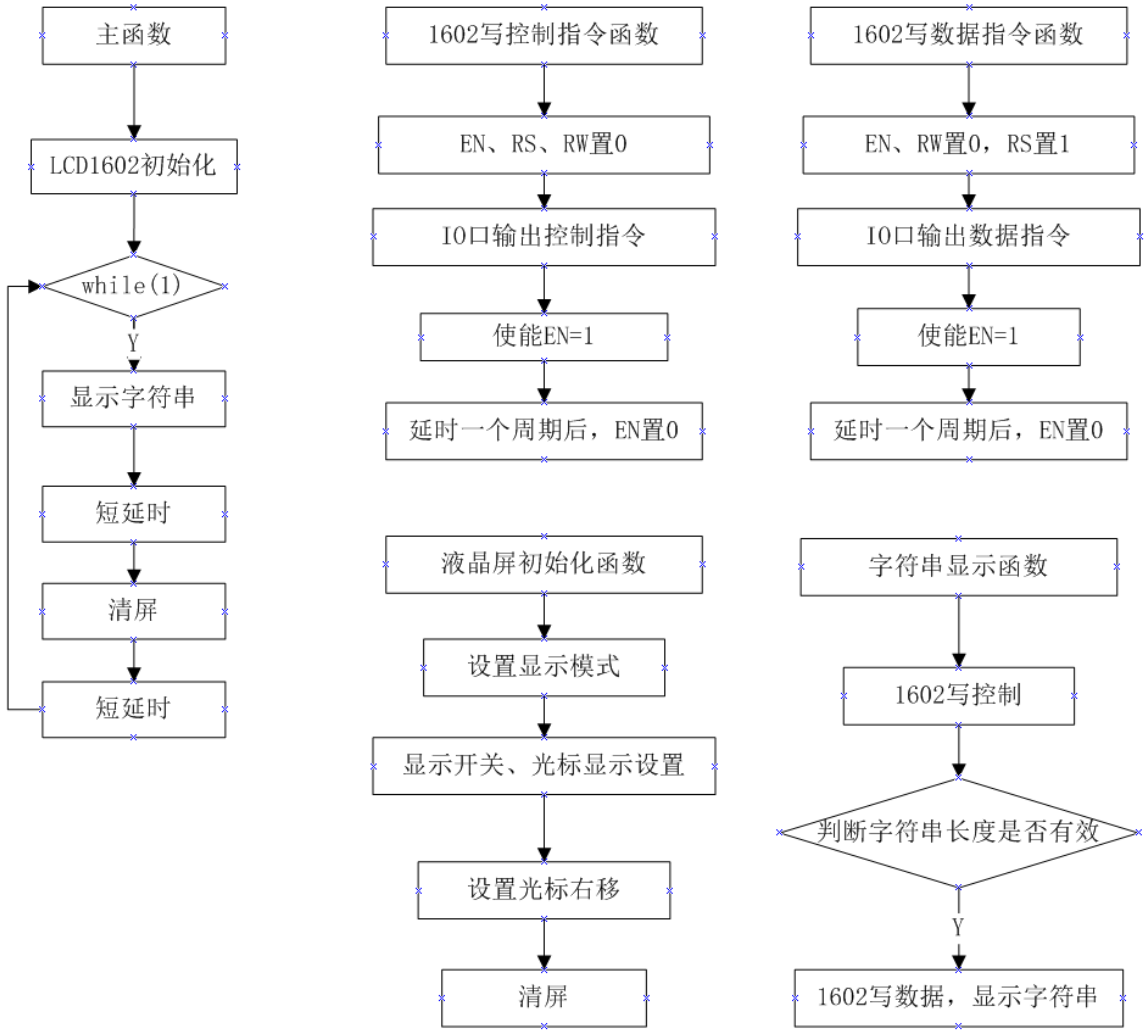 主函数
LCD1602初始化
while(1)
Y
显示字符串
短延时
清屏
短延时
1602写控制指令函数
EN、RS、RW置0
IO口输出控制指令
使能EN=1
延时一个周期后，EN置0
1602写数据指令函数
EN、RW置0，RS置1
IO口输出数据指令
使能EN=1
延时一个周期后，EN置0
液晶屏初始化函数
设置显示模式
显示开关、光标显示设置
设置光标右移
清屏
字符串显示函数
1602写控制
判断字符串长度是否有效
Y
1602写数据，显示字符串